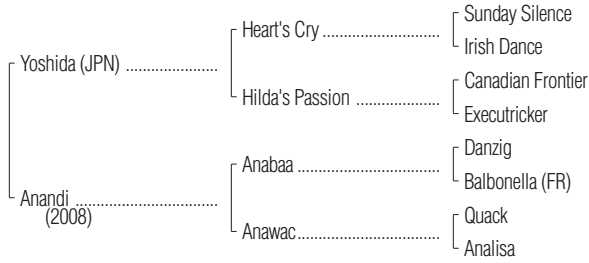 Sunday Silence
Heart's Cry ..............................
Irish Dance
Yoshida (JPN) .......................
Canadian Frontier
Hilda's Passion .....................
Executricker
Danzig
Anabaa ....................................
Balbonella (FR)
Anandi ....................................
(2008)
Quack
Anawac....................................
Analisa